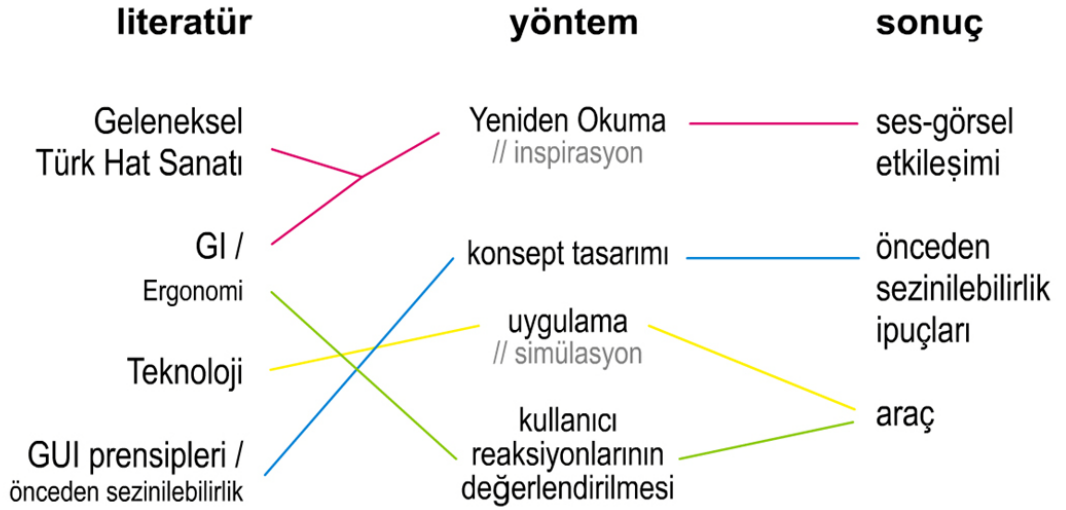 literatür
Geleneksel
Türk Hat Sanatı
GI /
Ergonomi
Teknoloji
GUI prensipleri /
önceden sezinilebilirlik
yöntem
Yeniden Okuma
// inspirasyon
konsept tasarımı
uygulama
// simülasyon
kullanıcı
reaksiyonlarının
değerlendirilmesi
sonuç
ses-görsel
etkileşimi
önceden
sezinilebilirlik
ipuçları
araç